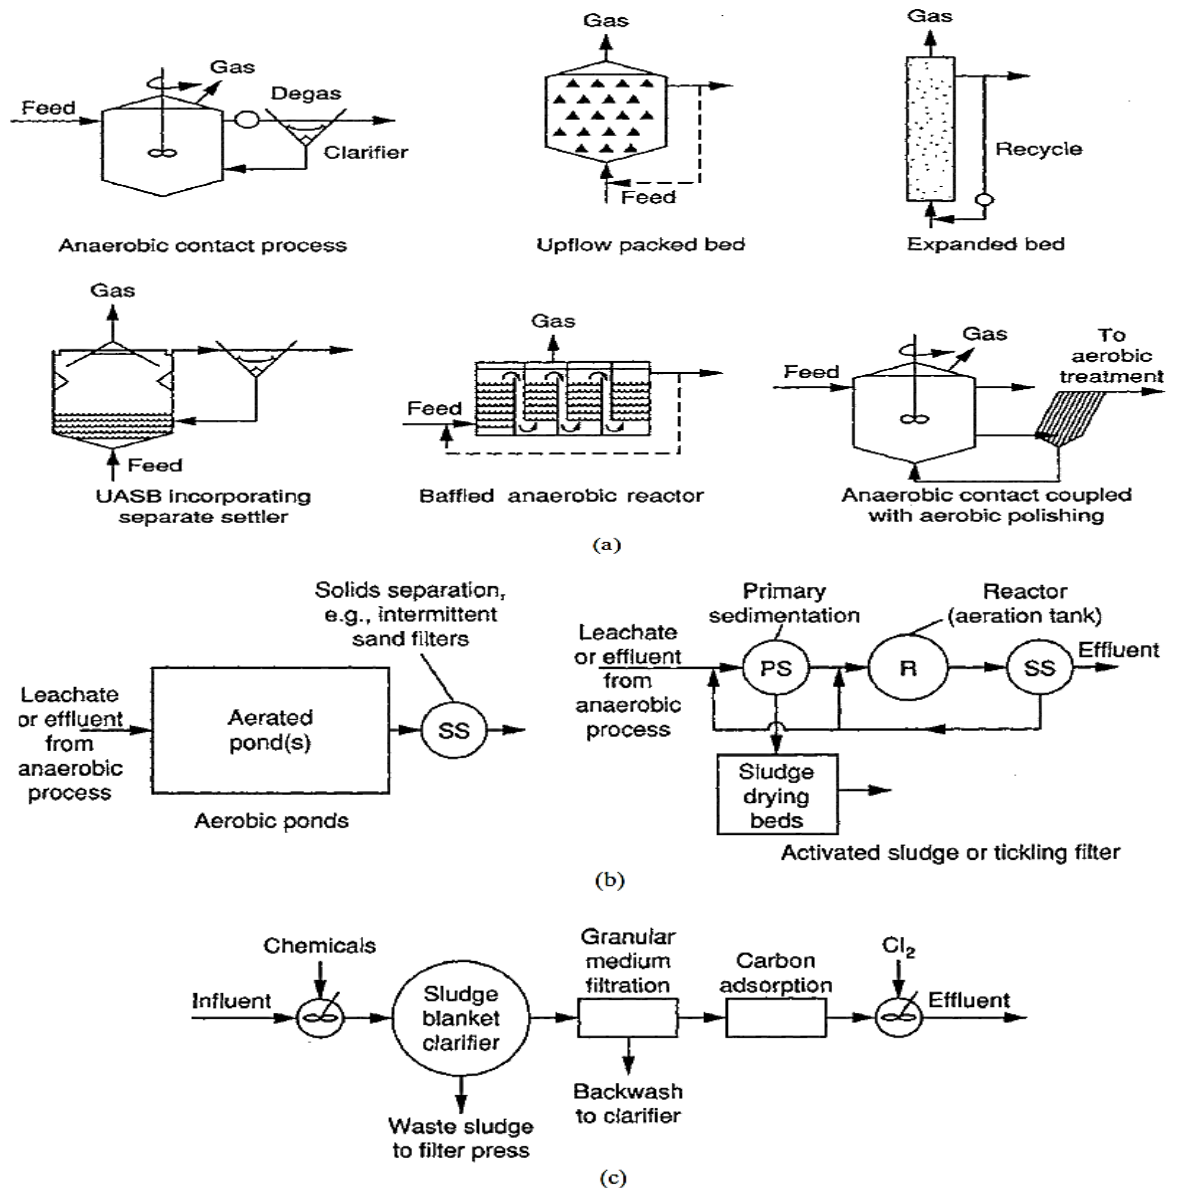 Gas
Feed
Degas
Clarifier
Anaerobic contact process
Gas
Feed
Upflow packed bed
Gas
Recycle
Expanded bed
Gas
Feed
UASB incorporating
separate settler
Gas
Feed
Baffled anaerobic reactor
Gas
Feed
To
aerobic
treatment
Anaerobic contact coupled
with aerobic polishing
(a)
Solids separation,
e.g., intermittent
sand filters
Leachate
or effluent
from
anaerobic
process
Aerated
pond(s)
SS
Aerobic ponds
Primary
sedimentation
Reactor
(aeration tank)
Leachate
or effluent
from
anaerobic
process
PS
R
SS
Effluent
Sludge
drying
beds
Activated sludge or tickling filter
(b)
Chemicals
Influent
Sludge
blanket
clarifier
Granular
medium
filtration
Carbon
adsorption
Cl₂
Effluent
Backwash
to clarifier
Waste sludge
to filter press
(c)